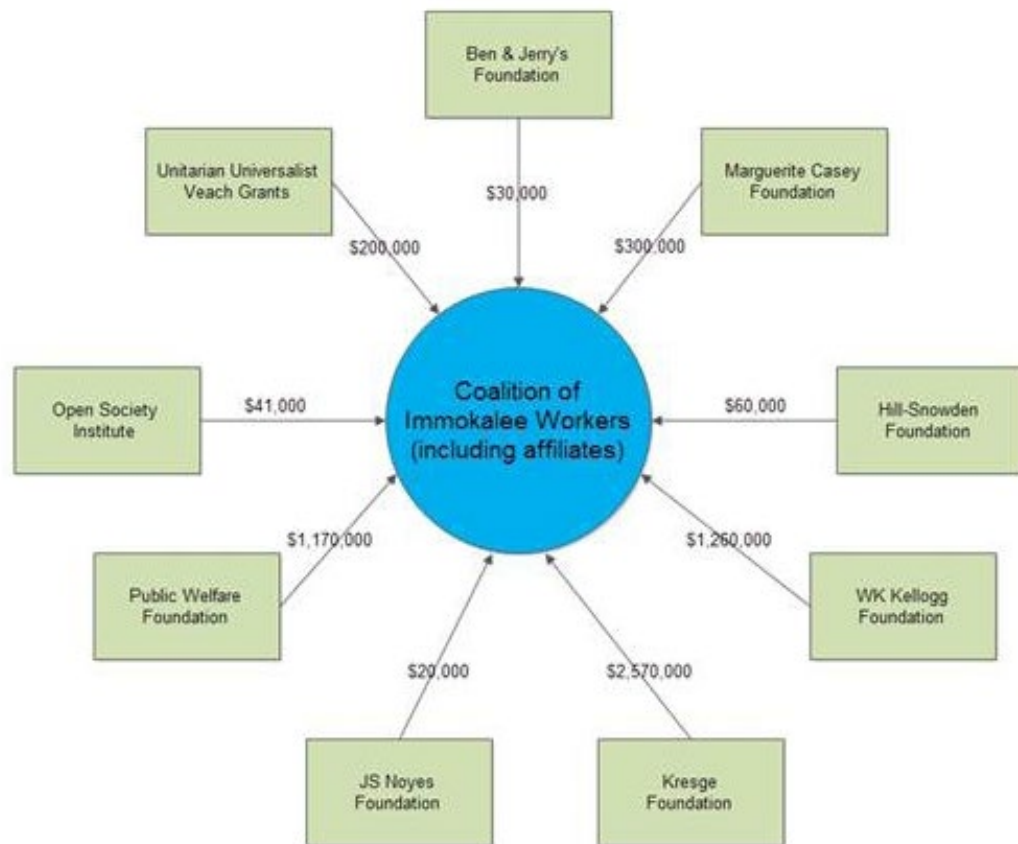 Ben & Jerry's
Foundation
Unitarian Universalist
Veach Grants
Marguerite Casey
Foundation
$30,000
$200,000
$300,000
Coalition of
Immokalee Workers
(including affiliates)
Open Society
Institute
$41,000
$60,000
Hill-Snowden
Foundation
$1,170,000
$1,260,000
Public Welfare
Foundation
WK Kellogg
Foundation
$20,000
$2,570,000
JS Noyes
Foundation
Kresge
Foundation